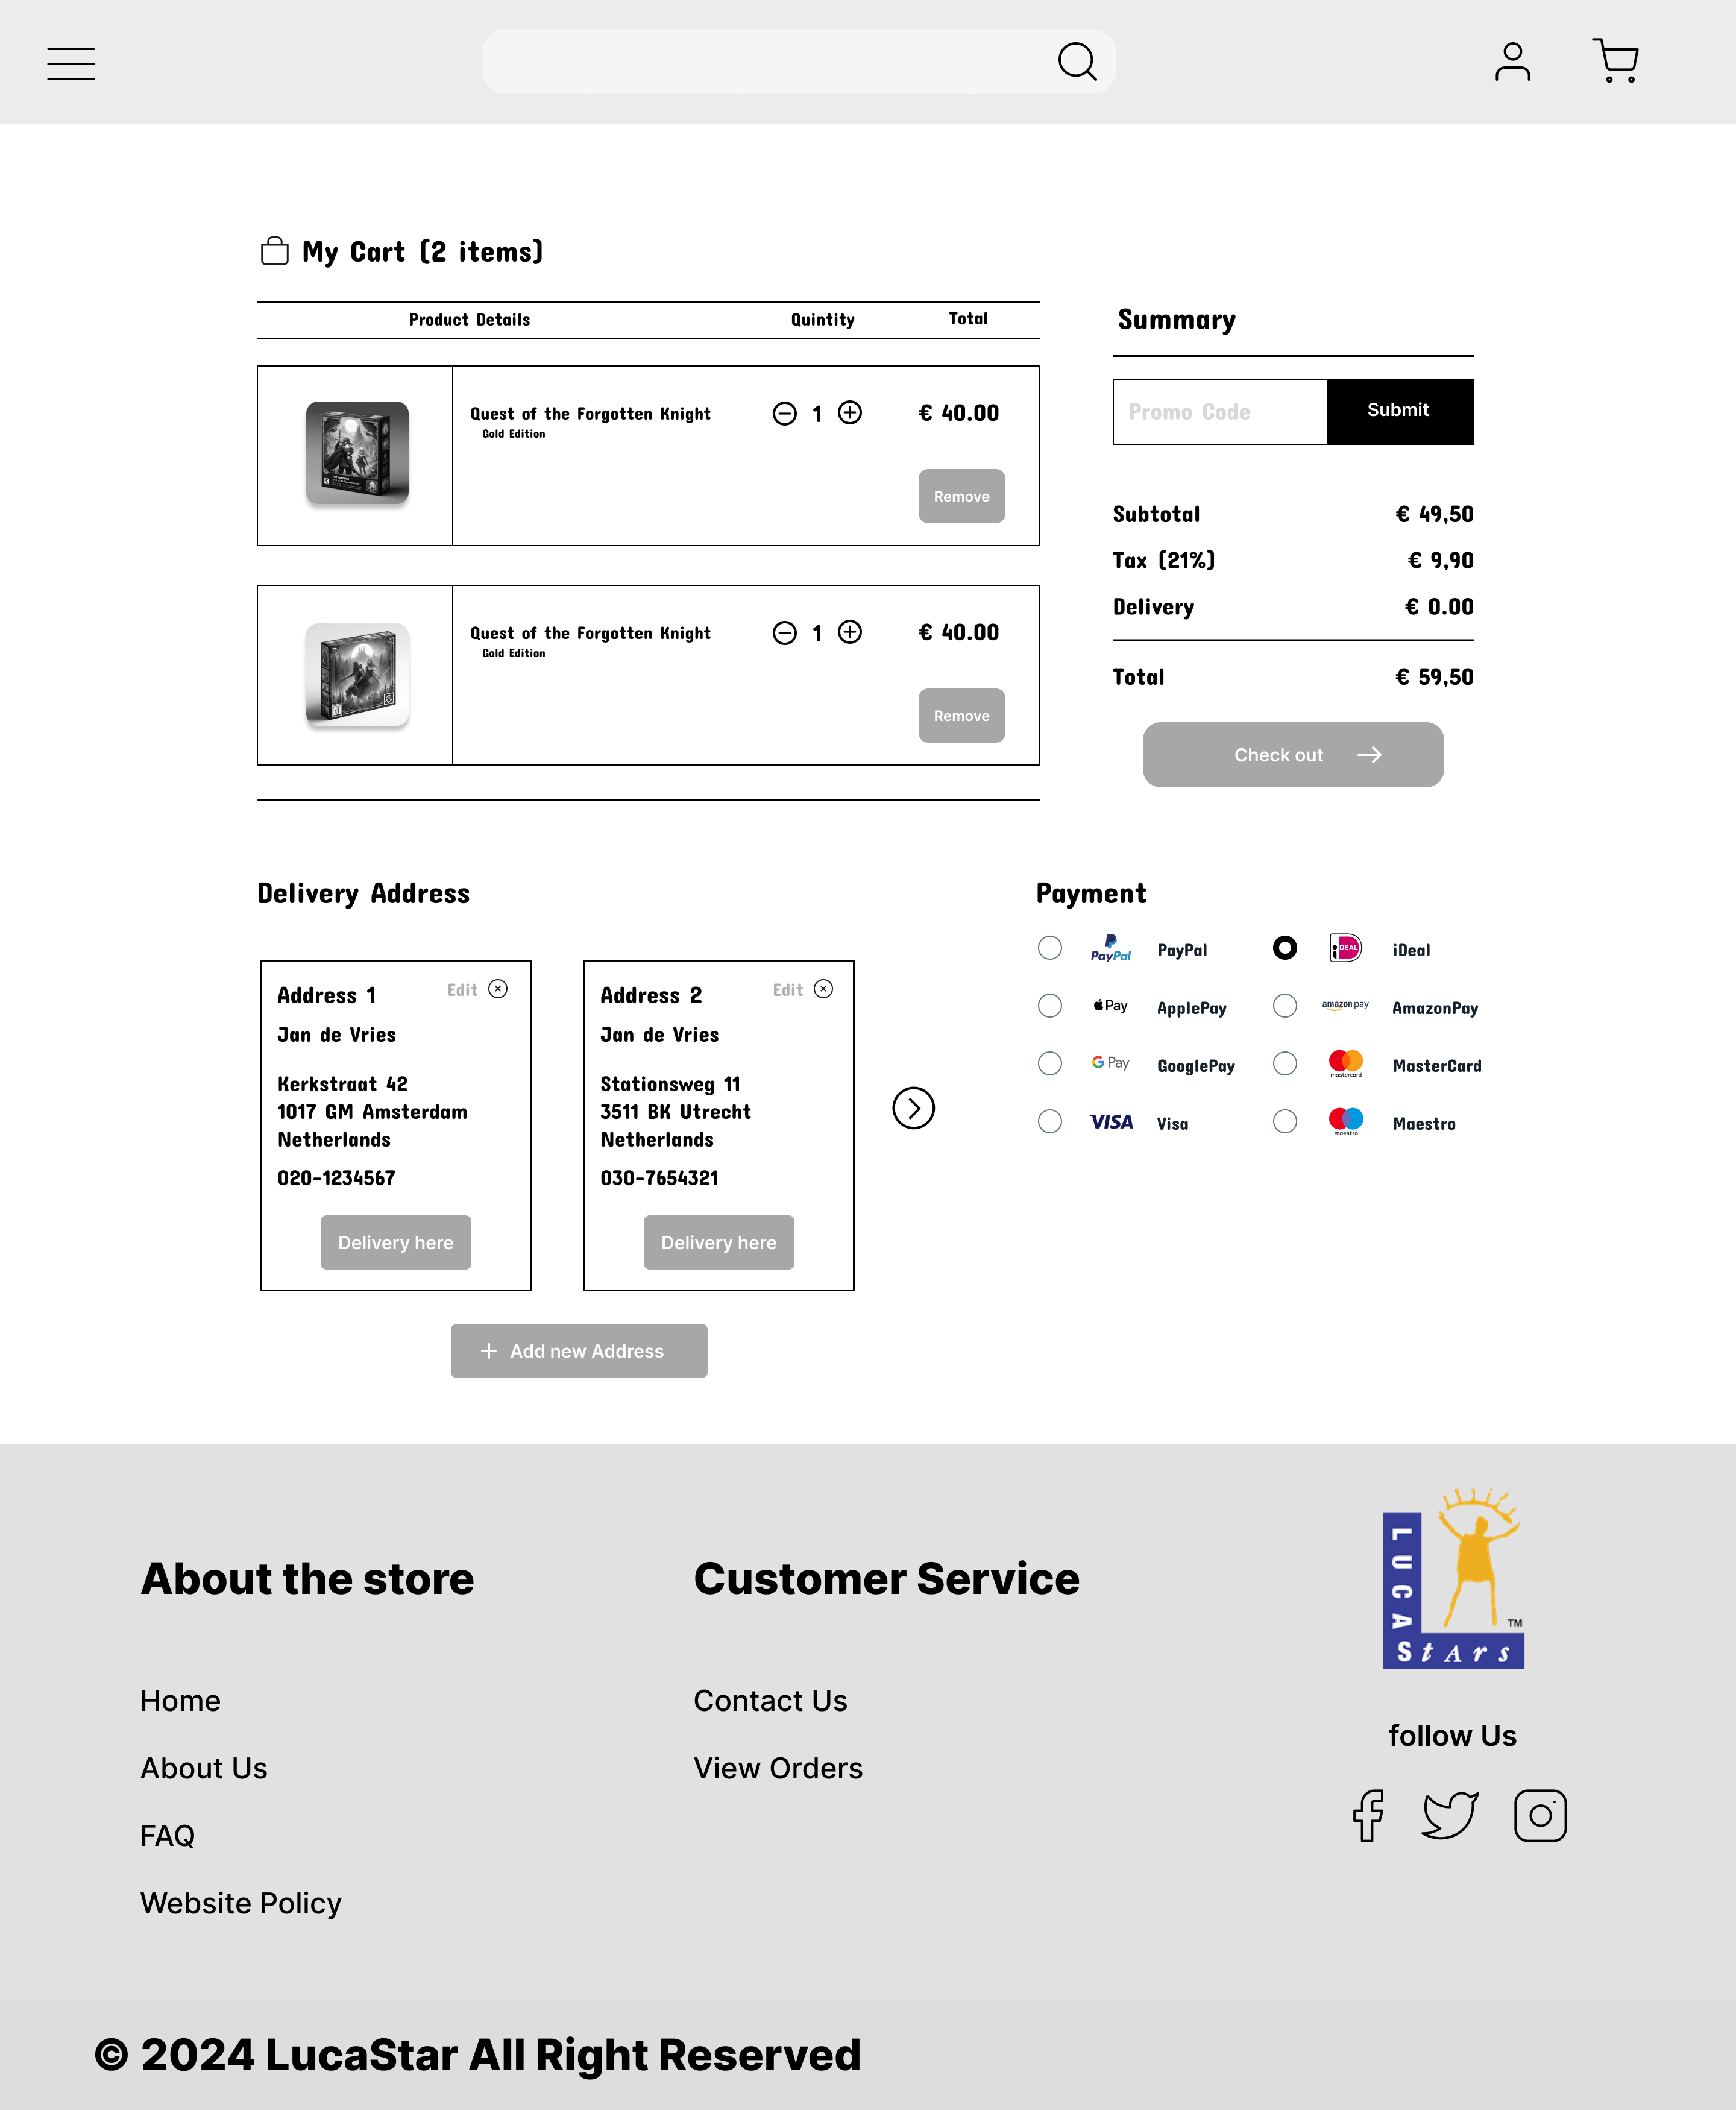 My Cart (2 items)
Product Details Quintity Total
Quest of the Forgotten Knight 1 € 40.00
Gold Edition
Remove
Quest of the Forgotten Knight 1 € 40.00
Gold Edition
Remove
Summary
Promo Code Submit
Subtotal € 49,50
Tax (21%) € 9,90
Delivery € 0.00
Total € 59,50
Check out
Delivery Address
Address 1 Edit
Jan de Vries
Kerkstraat 42
1017 GM Amsterdam
Netherlands
020-1234567
Delivery here
Address 2 Edit
Jan de Vries
Stationsweg 11
3511 BK Utrecht
Netherlands
030-7654321
Delivery here
Add new Address
Payment
PayPal PayPal
iDEAL iDeal
Pay ApplePay
amazon pay AmazonPay
G Pay GooglePay
mastercard MasterCard
VISA Visa
maestro Maestro
About the store
Home
About Us
FAQ
Website Policy
Customer Service
Contact Us
View Orders
LUCAStArs TM
follow Us
© 2024 LucaStar All Right Reserved